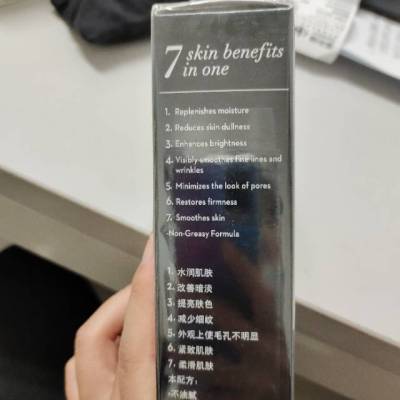 7 skin benefits
in one
1. Replenishes moisture
2. Reduces skin dullness
3. Enhances brightness
4. Visibly smoothes fine lines and
wrinkles
5. Minimizes the look of pores
6. Restores firmness
7. Smoothes skin
-Non-Greasy Formula
1. 水润肌肤
2. 改善暗淡
3. 提亮肤色
4. 减少细纹
5. 外观上使毛孔不明显
6. 紧致肌肤
7. 柔滑肌肤
本配方:
-不油腻